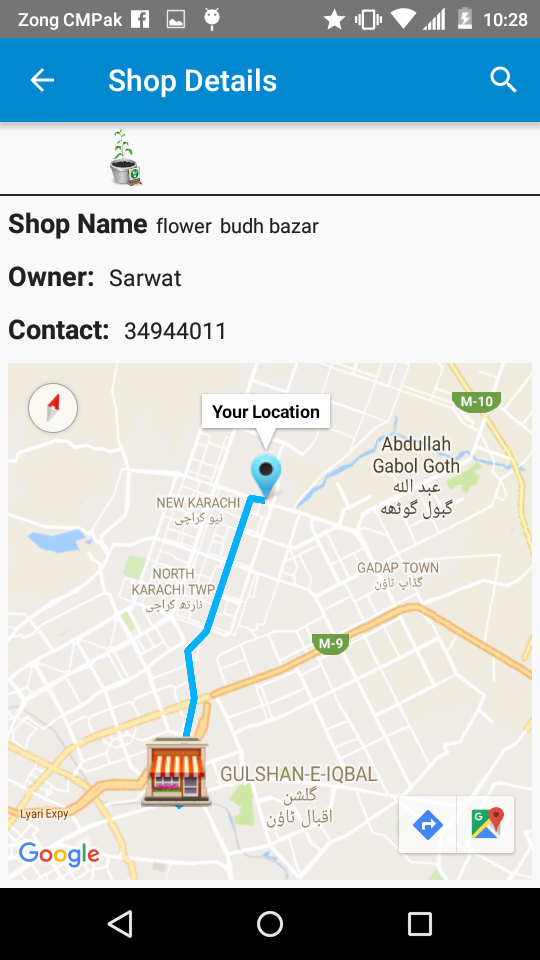 Zong CMPak 10:28
Shop Details
Shop Name flower budh bazar
Owner: Sarwat
Contact: 34944011
M-10
Your Location
Abdullah
Gabol Goth
عبد الله
گبول گوٹھه
NEW KARACHI
نیو کراچی
GADAP TOWN
گڈاپ ٹاؤن
NORTH
KARACHI TWP
نارتھ کراچی
M-9
GULSHAN-E-IQBAL
گلشن
اقبال ٹاؤن
Lyari Expy
Google